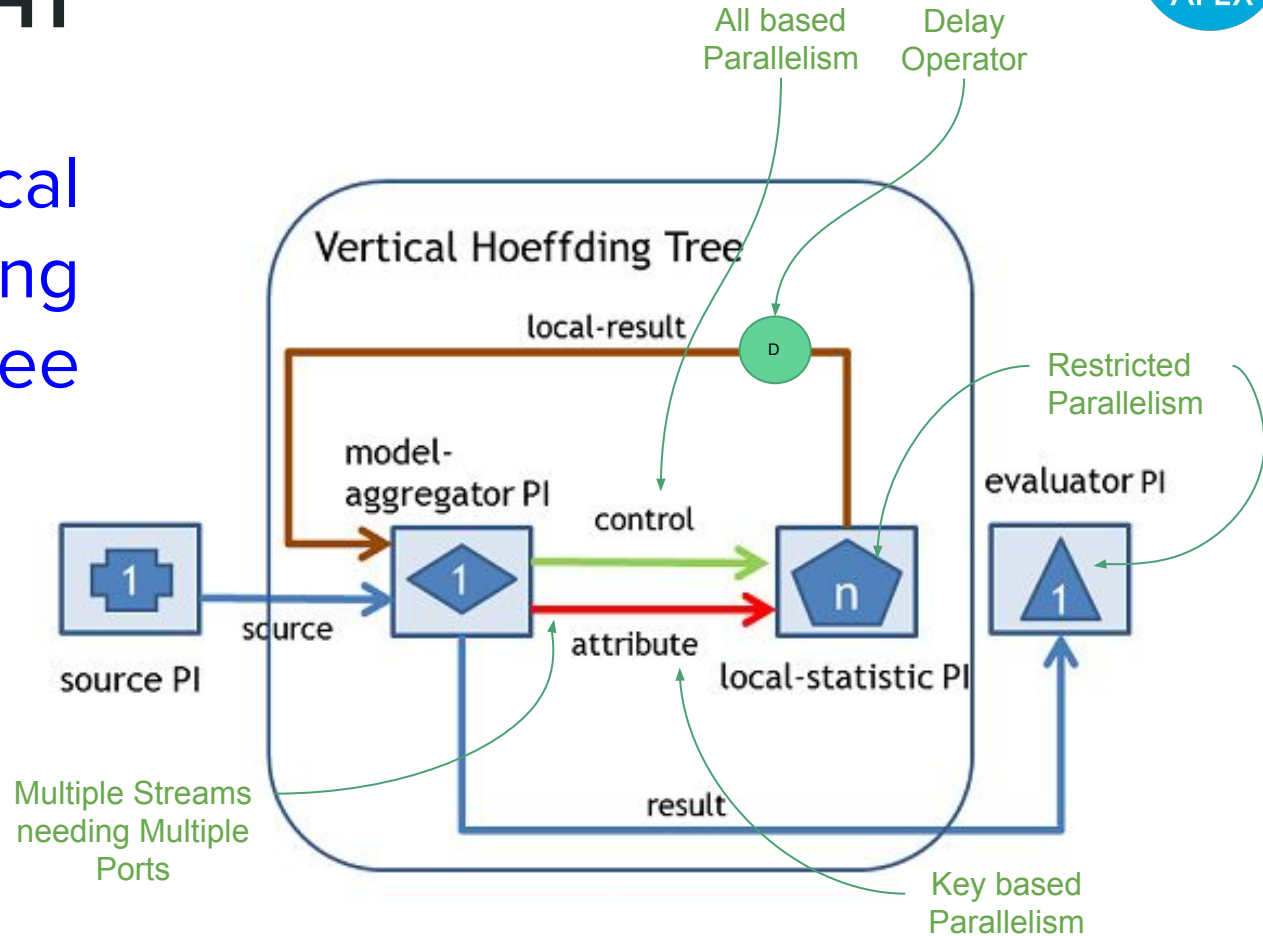 All based
Parallelism
Delay
Operator
Vertical Hoeffding Tree
local-result
D
Restricted
Parallelism
model-
aggregator PI
control
evaluator PI
1
1
n
1
source
attribute
source PI
local-statistic PI
Multiple Streams
needing Multiple
Ports
result
Key based
Parallelism